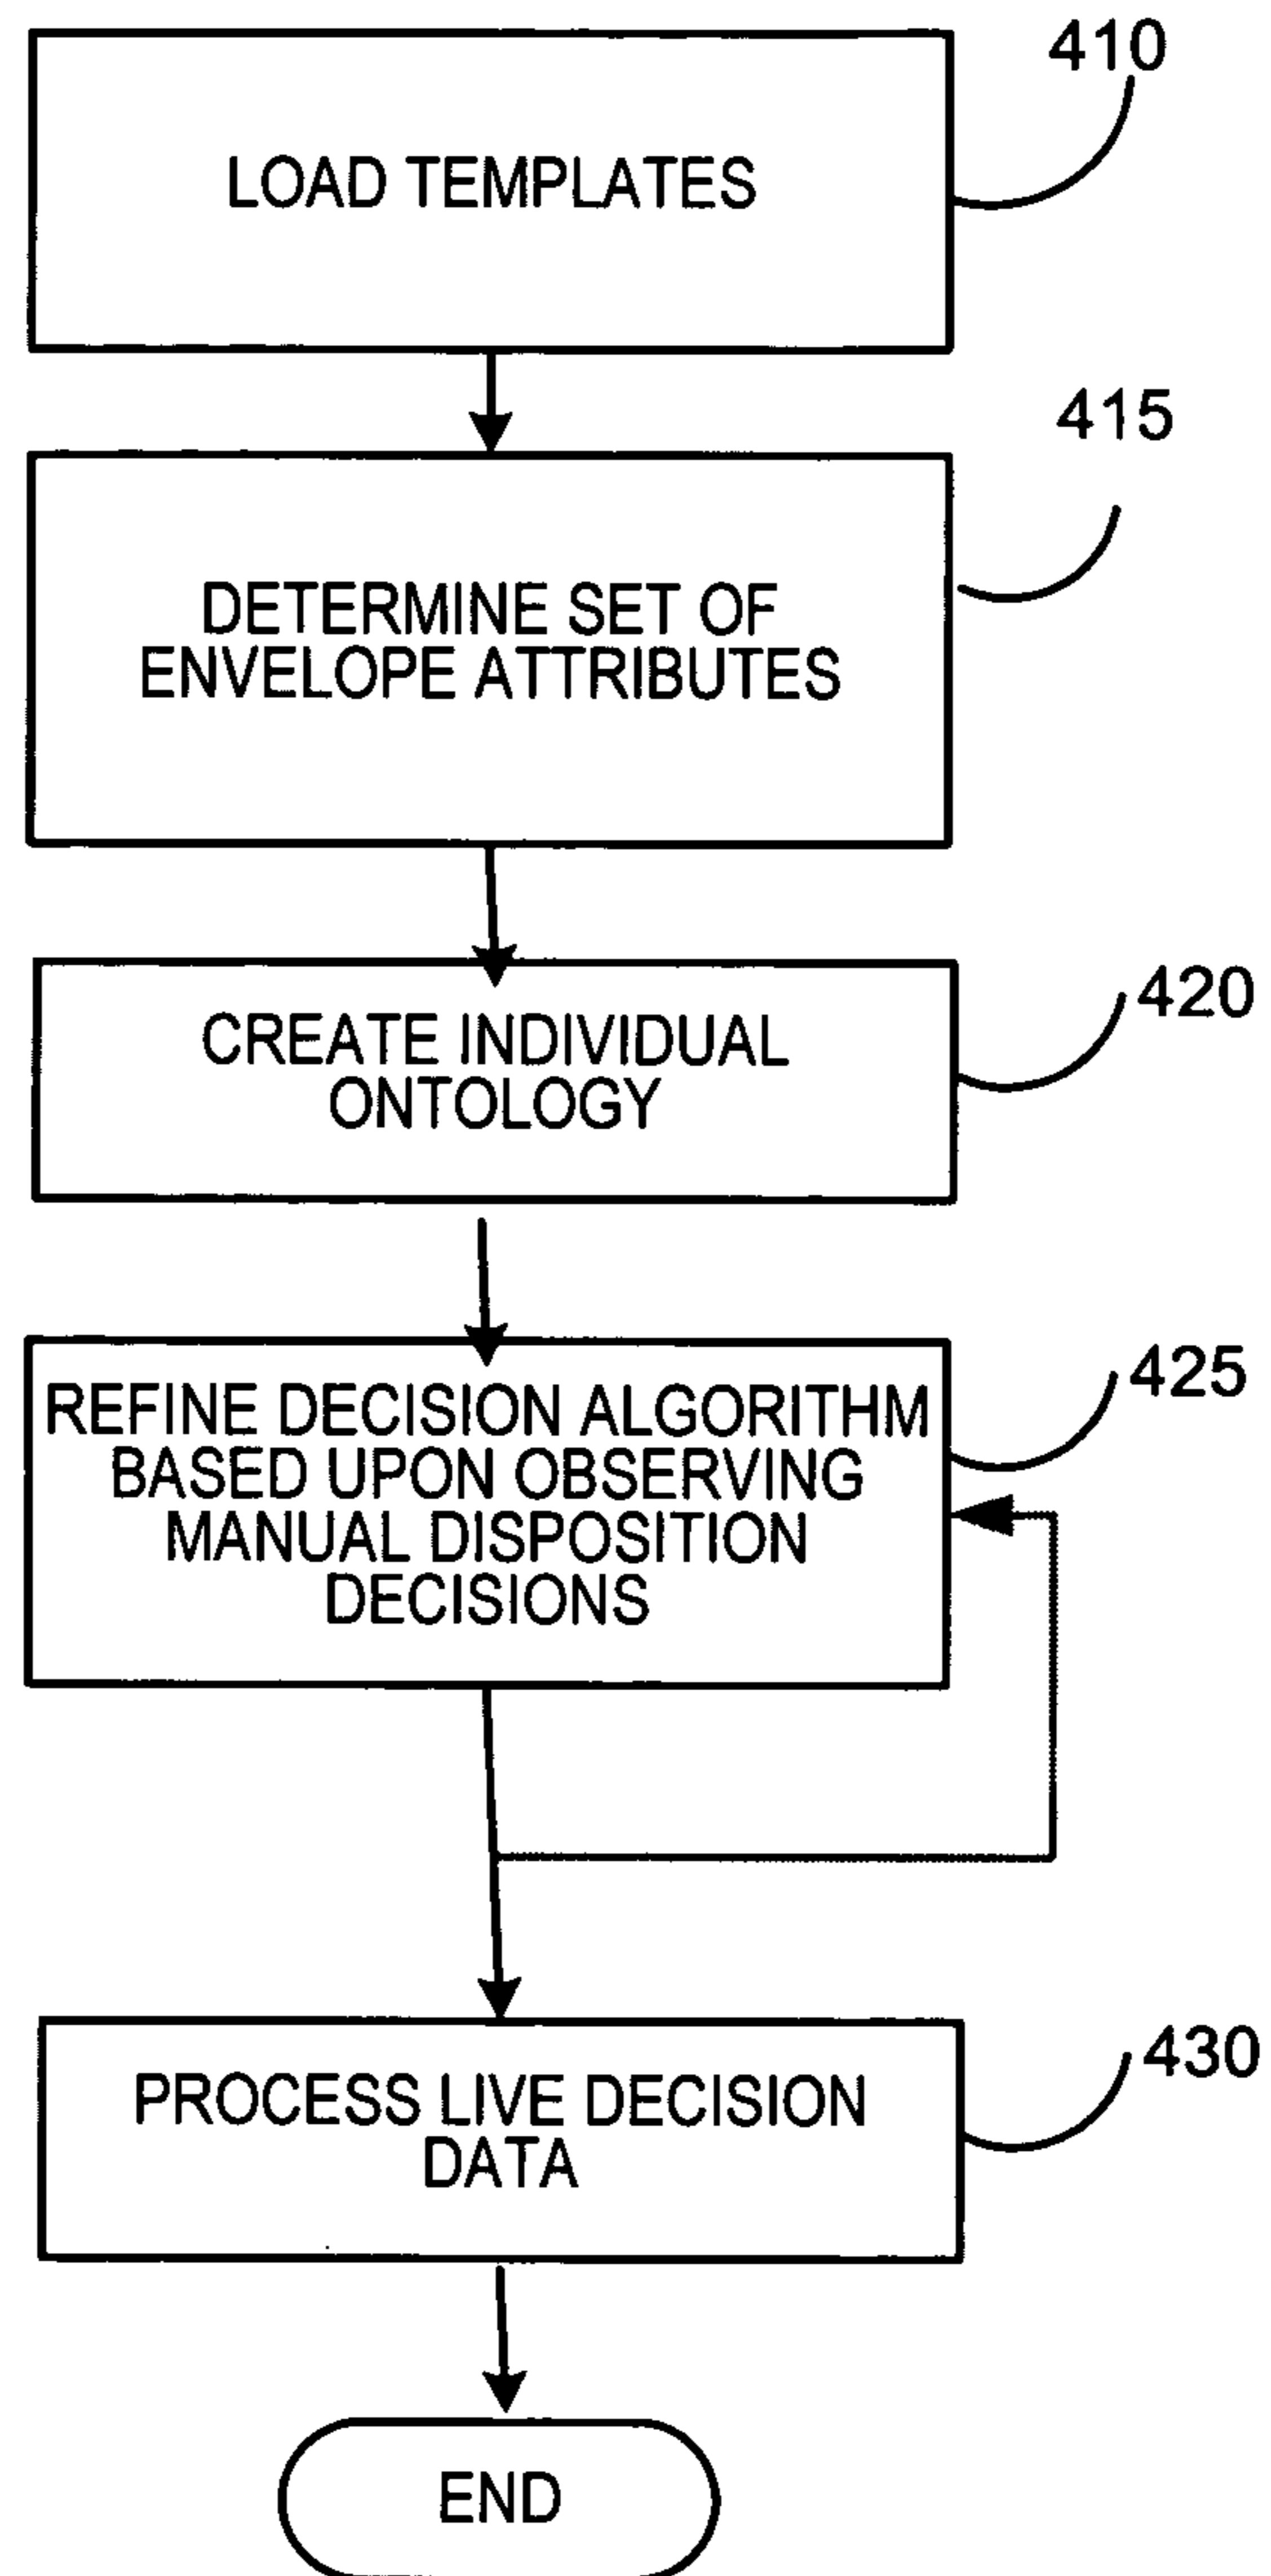 410
LOAD TEMPLATES
415
DETERMINE SET OF
ENVELOPE ATTRIBUTES
420
CREATE INDIVIDUAL
ONTOLOGY
425
REFINE DECISION ALGORITHM
BASED UPON OBSERVING
MANUAL DISPOSITION
DECISIONS
430
PROCESS LIVE DECISION
DATA
END